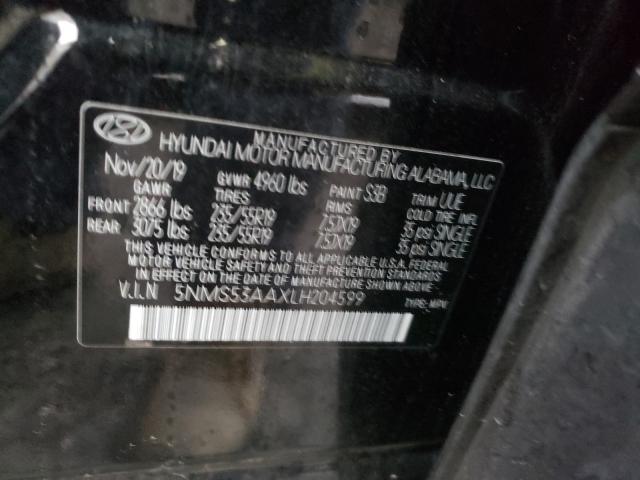 MANUFACTURED BY
HYUNDAI MOTOR MANUFACTURING ALABAMA, LLC
Nov/20/19 GVWR 4960 lbs PAINT S3B TRIM UUE
GAWR TIRES RIMS COLD TIRE INFL
FRONT 2866 lbs 235/55R19 7.5JX19 35 psi SINGLE
REAR 3075 lbs 235/55R19 7.5JX19 35 psi SINGLE
THIS VEHICLE CONFORMS TO ALL APPLICABLE U.S.A. FEDERAL
MOTOR VEHICLE SAFETY AND THEFT PREVENTION STANDARDS
IN EFFECT ON THE DATE OF MANUFACTURE SHOWN ABOVE.
V.I.N 5NMS53AAXLH204599 TYPE: MPV